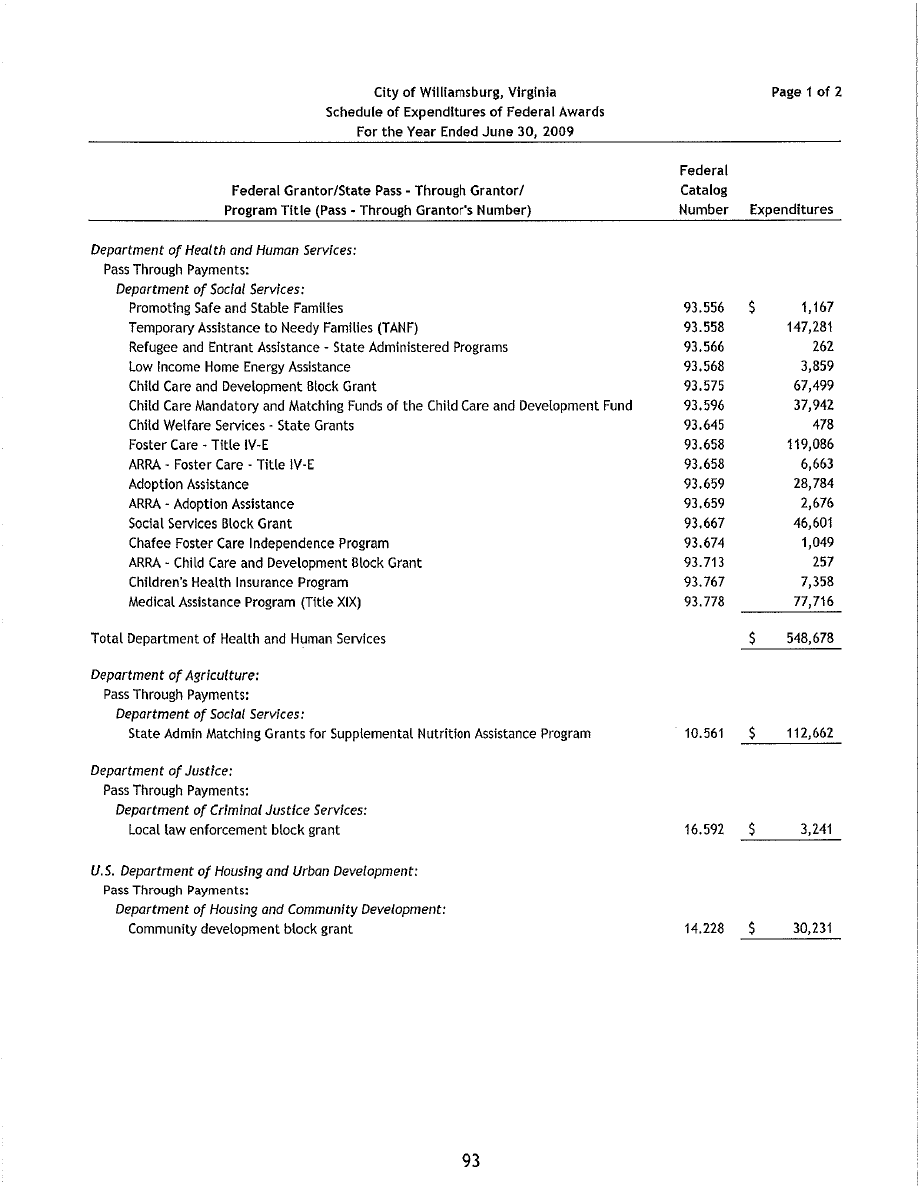 City of Williamsburg, Virginia Page 1 of 2
Schedule of Expenditures of Federal Awards
For the Year Ended June 30, 2009
Federal
Federal Grantor/State Pass - Through Grantor/ Catalog
Program Title (Pass - Through Grantor's Number) Number Expenditures
Department of Health and Human Services:
Pass Through Payments:
Department of Social Services:
Promoting Safe and Stable Families 93.556 $ 1,167
Temporary Assistance to Needy Families (TANF) 93.558 147,281
Refugee and Entrant Assistance - State Administered Programs 93.566 262
Low Income Home Energy Assistance 93.568 3,859
Child Care and Development Block Grant 93.575 67,499
Child Care Mandatory and Matching Funds of the Child Care and Development Fund 93.596 37,942
Child Welfare Services - State Grants 93.645 478
Foster Care - Title IV-E 93.658 119,086
ARRA - Foster Care - Title IV-E 93.658 6,663
Adoption Assistance 93.659 28,784
ARRA - Adoption Assistance 93.659 2,676
Social Services Block Grant 93.667 46,601
Chafee Foster Care Independence Program 93.674 1,049
ARRA - Child Care and Development Block Grant 93.713 257
Children's Health Insurance Program 93.767 7,358
Medical Assistance Program (Title XIX) 93.778 77,716
Total Department of Health and Human Services $ 548,678
Department of Agriculture:
Pass Through Payments:
Department of Social Services:
State Admin Matching Grants for Supplemental Nutrition Assistance Program 10.561 $ 112,662
Department of Justice:
Pass Through Payments:
Department of Criminal Justice Services:
Local law enforcement block grant 16.592 $ 3,241
U.S. Department of Housing and Urban Development:
Pass Through Payments:
Department of Housing and Community Development:
Community development block grant 14.228 $ 30,231
93